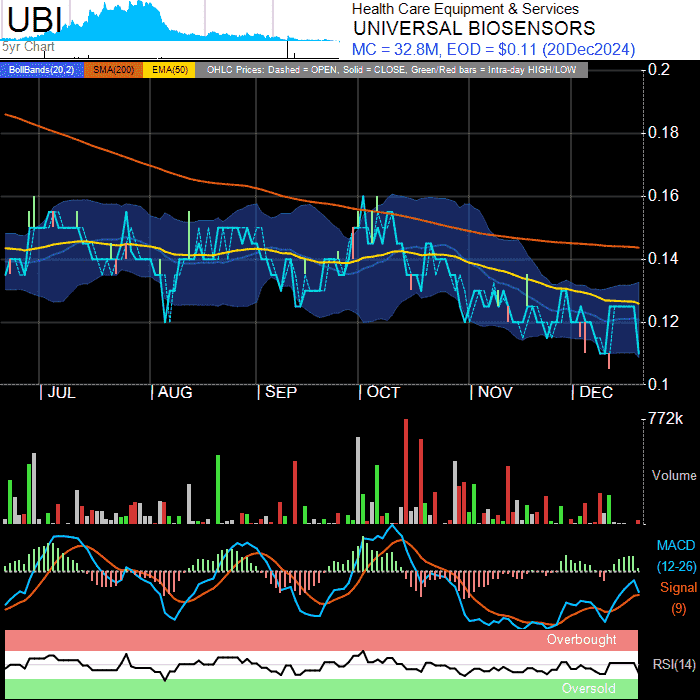 UBI
5yr Chart
Health Care Equipment & Services
UNIVERSAL BIOSENSORS
MC = 32.8M, EOD = $0.11 (20Dec2024)
BollBands(20,2) SMA(200) EMA(50) OHLC Prices: Dashed = OPEN, Solid = CLOSE, Green/Red bars = Intra-day HIGH/LOW
0.2
0.18
0.16
0.14
0.12
0.1
JUL AUG SEP OCT NOV DEC
772k
Volume
MACD
(12-26)
Signal
(9)
Overbought
RSI(14)
Oversold